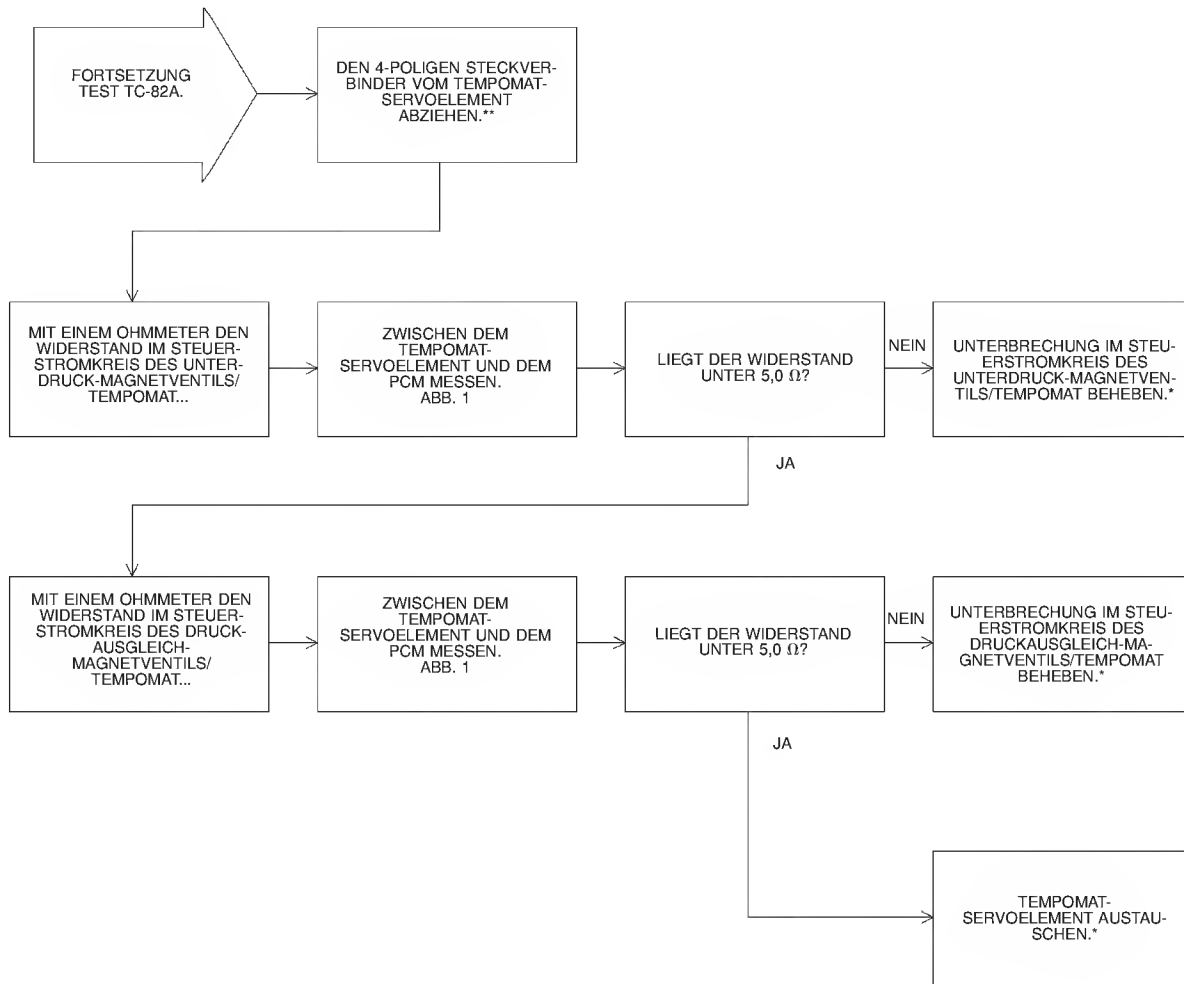 FORTSETZUNG
TEST TC-82A.
DEN 4-POLIGEN STECKVER-
BINDER VOM TEMPOMAT-
SERVOELEMENT
ABZIEHEN.**
MIT EINEM OHMMETER DEN
WIDERSTAND IM STEUER-
STROMKREIS DES UNTER-
DRUCK-MAGNETVENTILS/
TEMPOMAT...
ZWISCHEN DEM
TEMPOMAT-
SERVOELEMENT UND DEM
PCM MESSEN.
ABB. 1
LIEGT DER WIDERSTAND
UNTER 5,0 Ω?
NEIN
UNTERBRECHUNG IM STEU-
ERSTROMKREIS DES
UNTERDRUCK-MAGNETVEN-
TILS/TEMPOMAT BEHEBEN.*
JA
MIT EINEM OHMMETER DEN
WIDERSTAND IM STEUER-
STROMKREIS DES DRUCK-
AUSGLEICH-
MAGNETVENTILS/
TEMPOMAT...
ZWISCHEN DEM
TEMPOMAT-
SERVOELEMENT UND DEM
PCM MESSEN.
ABB. 1
LIEGT DER WIDERSTAND
UNTER 5,0 Ω?
NEIN
UNTERBRECHUNG IM STEU-
ERSTROMKREIS DES
DRUCKAUSGLEICH-MA-
GNETVENTILS/TEMPOMAT
BEHEBEN.*
JA
TEMPOMAT-
SERVOELEMENT AUSTAU-
SCHEN.*